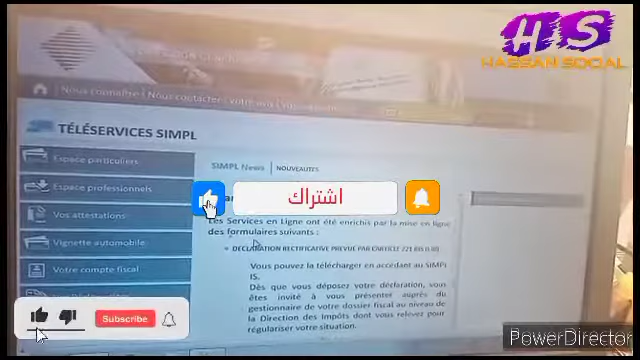 HS
HASSAN SOCIAL
Nous connaître | Nous contacter | Votre avis
TÉLÉSERVICES SIMPL
Espace particuliers
Espace professionnels
Vos attestations
Vignette automobile
Votre compte fiscal
SIMPL News | NOUVEAUTES
اشتراك
Les Services en Ligne ont été enrichis par la mise en ligne
des formulaires suivants :
DECLARATION RECTIFICATIVE PREVUE PAR L'ARTICLE 221 BIS
Vous pouvez la télécharger en accédant au SIMPL
IS.
Dès que vous déposez votre déclaration, vous
êtes invité à vous présenter auprès du
gestionnaire de votre dossier fiscal au niveau de
la Direction des Impôts dont vous relevez pour
régulariser votre situation.
Subscribe
PowerDirector